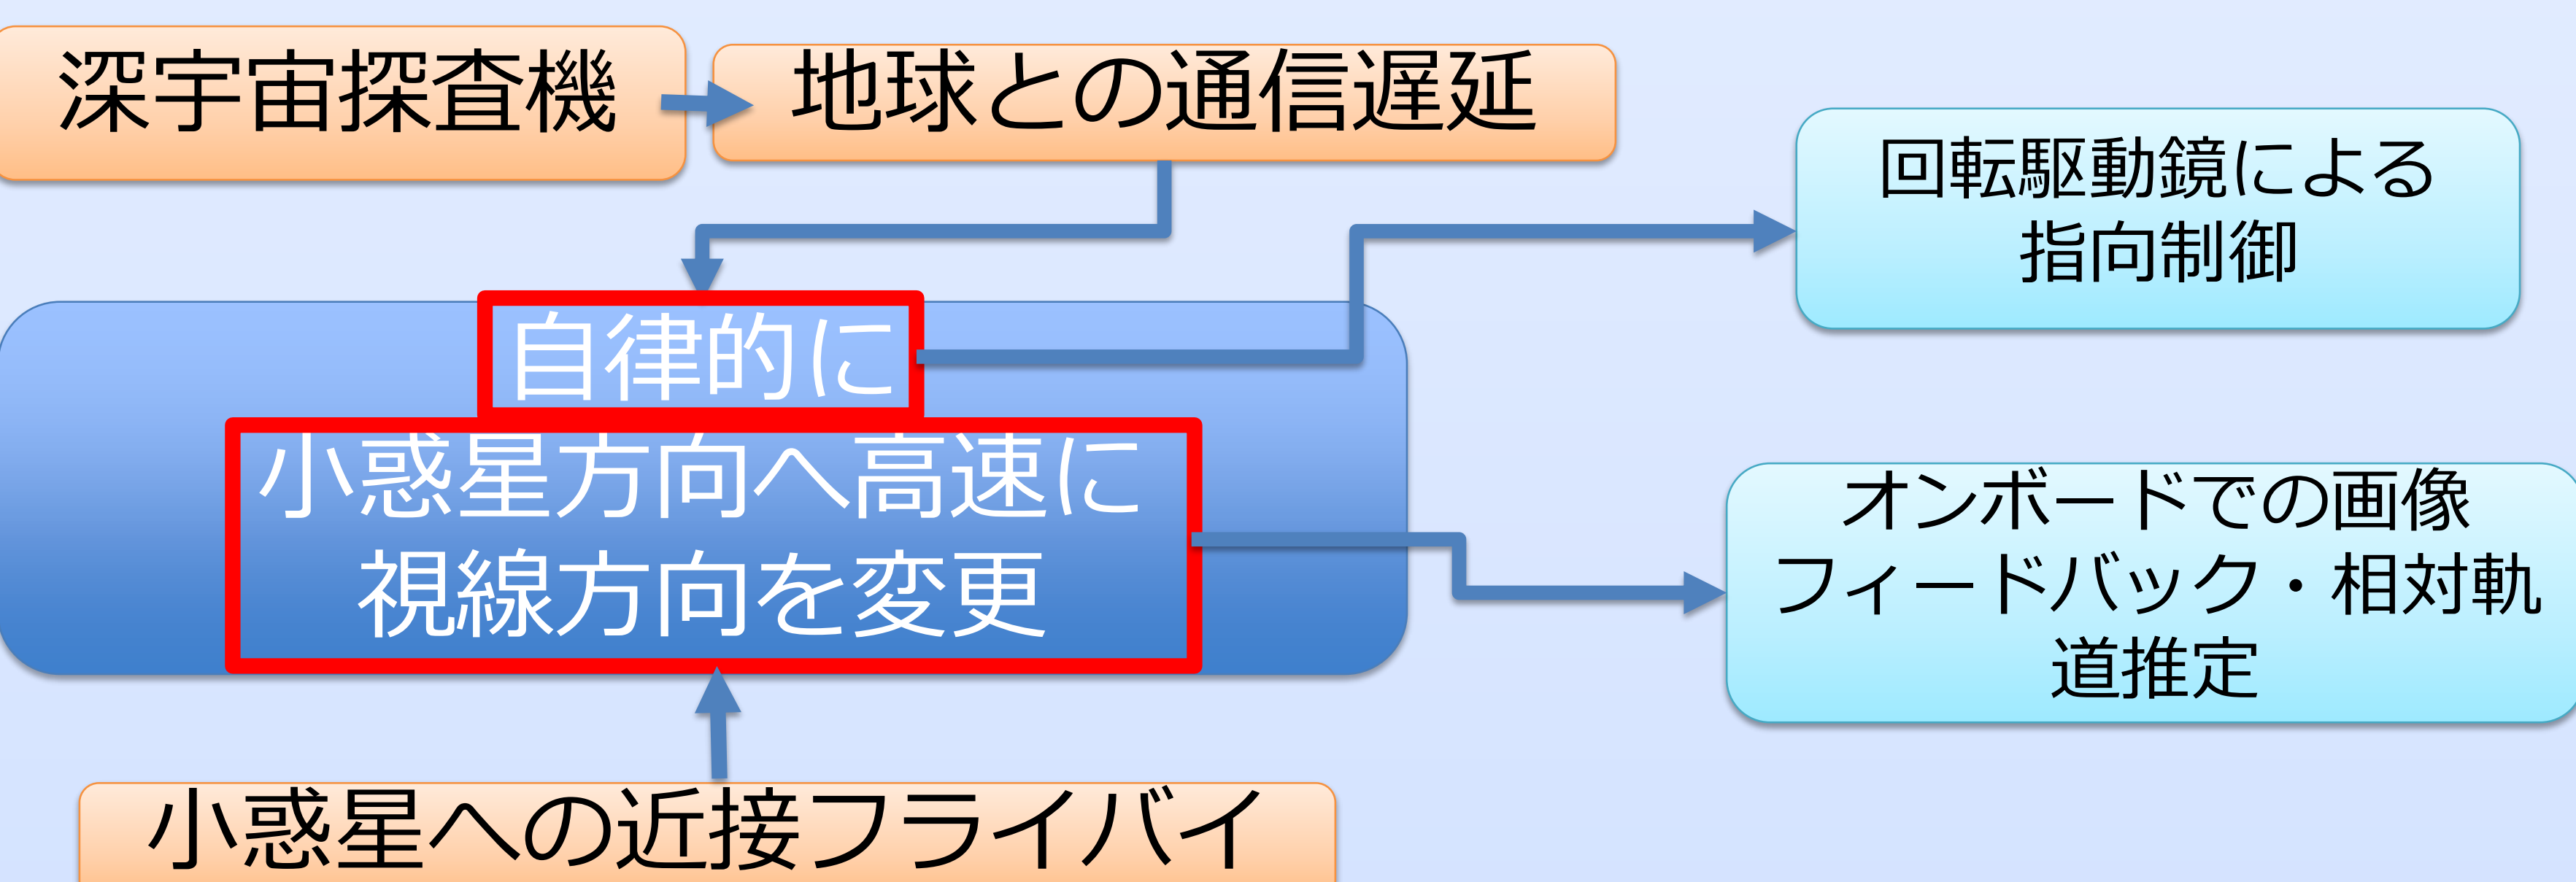 深宇宙探査機
地球との通信遅延
回転駆動鏡による
指向制御
自律的に
小惑星方向へ高速に
視線方向を変更
オンボードでの画像
フィードバック・相対軌
道推定
小惑星への近接フライバイ